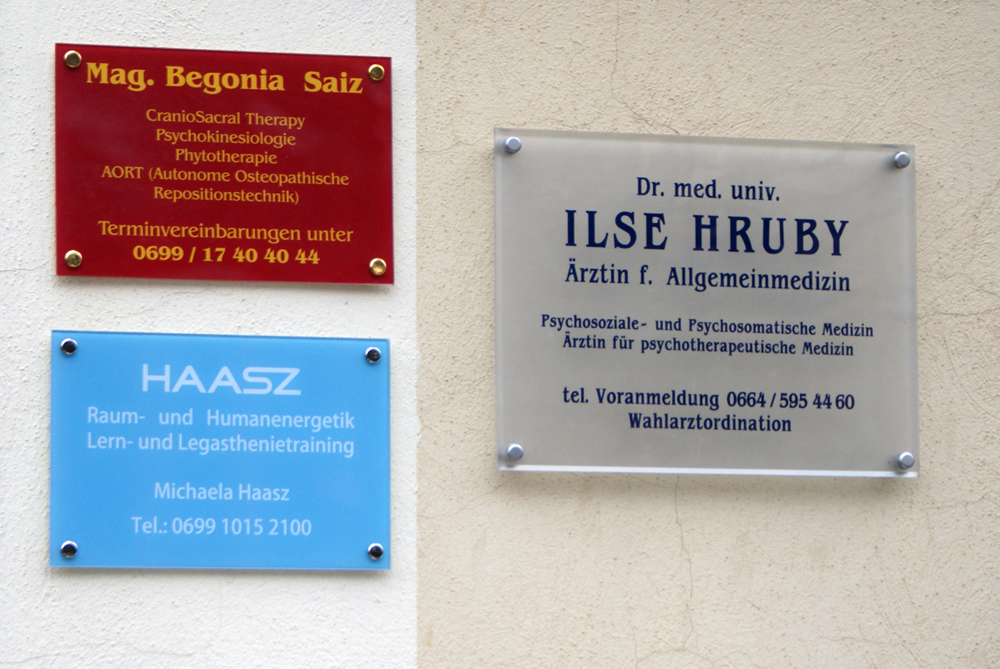 Mag. Begonia Saiz
CranioSacral Therapy
Psychokinesiologie
Phytotherapie
AORT (Autonome Osteopathische
Repositionstechnik)
Terminvereinbarungen unter
0699 / 17 40 40 44
HAASZ
Raum- und Humanenergetik
Lern- und Legasthenietraining
Michaela Haasz
Tel.: 0699 1015 2100
Dr. med. univ.
ILSE HRUBY
Ärztin f. Allgemeinmedizin
Psychosoziale- und Psychosomatische Medizin
Ärztin für psychotherapeutische Medizin
tel. Voranmeldung 0664 / 595 44 60
Wahlarztordination